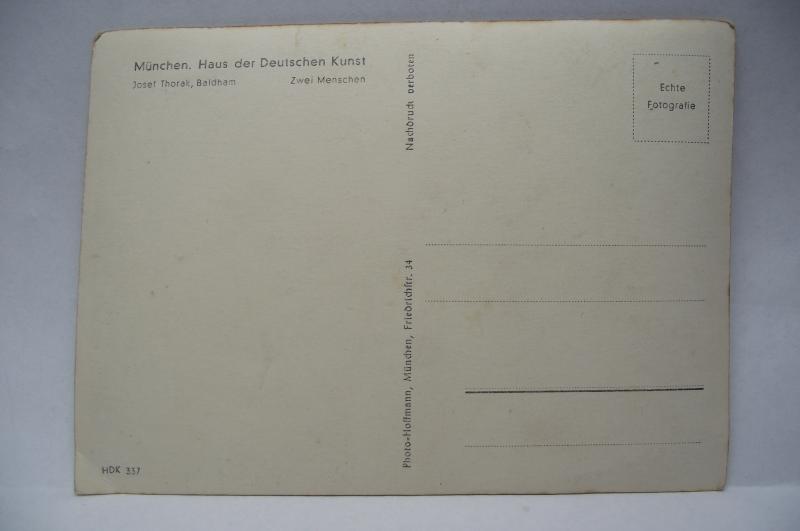 München. Haus der Deutschen Kunst
Josef Thorak, Baldham Zwei Menschen
Nachdruck verboten
Echte
Fotografie
Photo-Hoffmann, München, Friedrichstr. 34
HDK 337